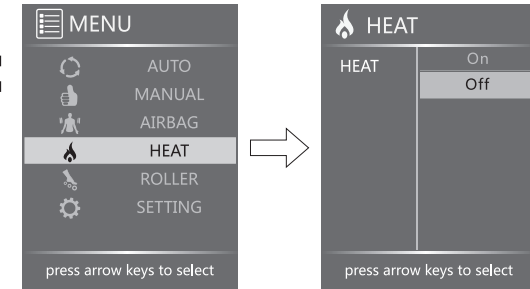 MENU
AUTO
MANUAL
AIRBAG
HEAT
ROLLER
SETTING
press arrow keys to select
HEAT
HEAT
On
Off
press arrow keys to select